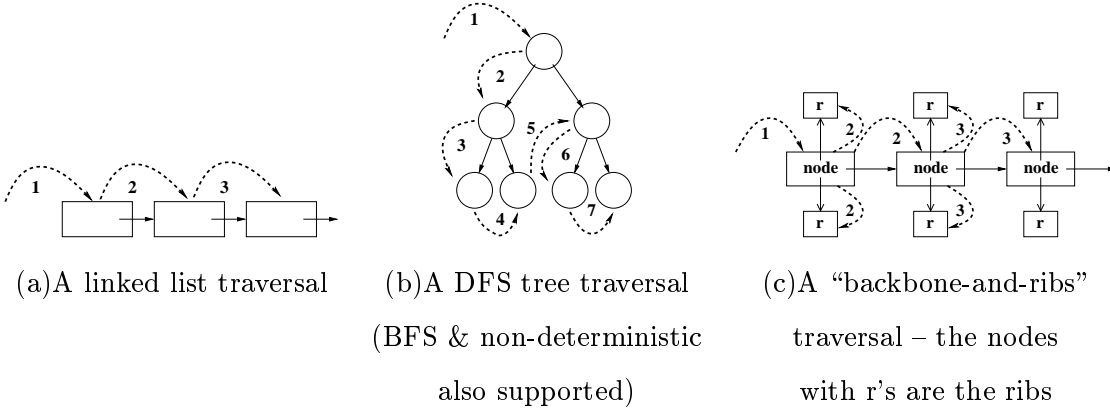 1
2
3
(a)A linked list traversal
1
2
3
5
6
4
7
(b)A DFS tree traversal
(BFS & non-deterministic
also supported)
r r r
1 2 2 3 3
node node node
2 3
r r r
(c)A “backbone-and-ribs”
traversal – the nodes
with r's are the ribs